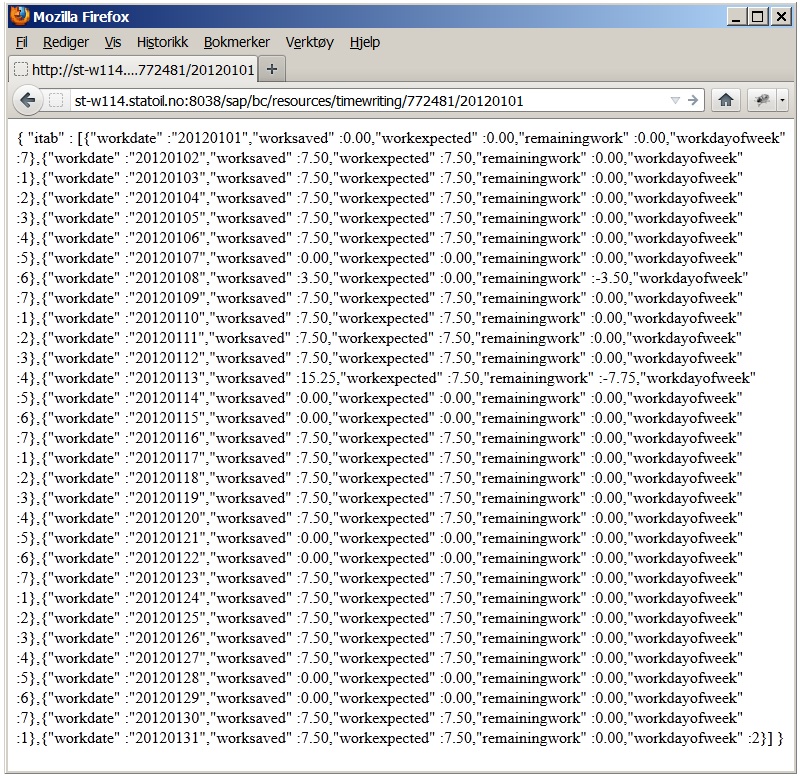 Mozilla Firefox
Fil Rediger Vis Historikk Bokmerker Verktøy Hjelp
http://st-w114....772481/20120101 +
st-w114.statoil.no:8038/sap/bc/resources/timewriting/772481/20120101
{ "itab" : [{"workdate" :"20120101","worksaved" :0.00,"workexpected" :0.00,"remainingwork" :0.00,"workdayofweek"
:7},{"workdate" :"20120102","worksaved" :7.50,"workexpected" :7.50,"remainingwork" :0.00,"workdayofweek"
:1},{"workdate" :"20120103","worksaved" :7.50,"workexpected" :7.50,"remainingwork" :0.00,"workdayofweek"
:2},{"workdate" :"20120104","worksaved" :7.50,"workexpected" :7.50,"remainingwork" :0.00,"workdayofweek"
:3},{"workdate" :"20120105","worksaved" :7.50,"workexpected" :7.50,"remainingwork" :0.00,"workdayofweek"
:4},{"workdate" :"20120106","worksaved" :7.50,"workexpected" :7.50,"remainingwork" :0.00,"workdayofweek"
:5},{"workdate" :"20120107","worksaved" :0.00,"workexpected" :0.00,"remainingwork" :0.00,"workdayofweek"
:6},{"workdate" :"20120108","worksaved" :3.50,"workexpected" :0.00,"remainingwork" :-3.50,"workdayofweek"
:7},{"workdate" :"20120109","worksaved" :7.50,"workexpected" :7.50,"remainingwork" :0.00,"workdayofweek"
:1},{"workdate" :"20120110","worksaved" :7.50,"workexpected" :7.50,"remainingwork" :0.00,"workdayofweek"
:2},{"workdate" :"20120111","worksaved" :7.50,"workexpected" :7.50,"remainingwork" :0.00,"workdayofweek"
:3},{"workdate" :"20120112","worksaved" :7.50,"workexpected" :7.50,"remainingwork" :0.00,"workdayofweek"
:4},{"workdate" :"20120113","worksaved" :15.25,"workexpected" :7.50,"remainingwork" :-7.75,"workdayofweek"
:5},{"workdate" :"20120114","worksaved" :0.00,"workexpected" :0.00,"remainingwork" :0.00,"workdayofweek"
:6},{"workdate" :"20120115","worksaved" :0.00,"workexpected" :0.00,"remainingwork" :0.00,"workdayofweek"
:7},{"workdate" :"20120116","worksaved" :7.50,"workexpected" :7.50,"remainingwork" :0.00,"workdayofweek"
:1},{"workdate" :"20120117","worksaved" :7.50,"workexpected" :7.50,"remainingwork" :0.00,"workdayofweek"
:2},{"workdate" :"20120118","worksaved" :7.50,"workexpected" :7.50,"remainingwork" :0.00,"workdayofweek"
:3},{"workdate" :"20120119","worksaved" :7.50,"workexpected" :7.50,"remainingwork" :0.00,"workdayofweek"
:4},{"workdate" :"20120120","worksaved" :7.50,"workexpected" :7.50,"remainingwork" :0.00,"workdayofweek"
:5},{"workdate" :"20120121","worksaved" :0.00,"workexpected" :0.00,"remainingwork" :0.00,"workdayofweek"
:6},{"workdate" :"20120122","worksaved" :0.00,"workexpected" :0.00,"remainingwork" :0.00,"workdayofweek"
:7},{"workdate" :"20120123","worksaved" :7.50,"workexpected" :7.50,"remainingwork" :0.00,"workdayofweek"
:1},{"workdate" :"20120124","worksaved" :7.50,"workexpected" :7.50,"remainingwork" :0.00,"workdayofweek"
:2},{"workdate" :"20120125","worksaved" :7.50,"workexpected" :7.50,"remainingwork" :0.00,"workdayofweek"
:3},{"workdate" :"20120126","worksaved" :7.50,"workexpected" :7.50,"remainingwork" :0.00,"workdayofweek"
:4},{"workdate" :"20120127","worksaved" :7.50,"workexpected" :7.50,"remainingwork" :0.00,"workdayofweek"
:5},{"workdate" :"20120128","worksaved" :0.00,"workexpected" :0.00,"remainingwork" :0.00,"workdayofweek"
:6},{"workdate" :"20120129","worksaved" :0.00,"workexpected" :0.00,"remainingwork" :0.00,"workdayofweek"
:7},{"workdate" :"20120130","worksaved" :7.50,"workexpected" :7.50,"remainingwork" :0.00,"workdayofweek"
:1},{"workdate" :"20120131","worksaved" :7.50,"workexpected" :7.50,"remainingwork" :0.00,"workdayofweek" :2}] }